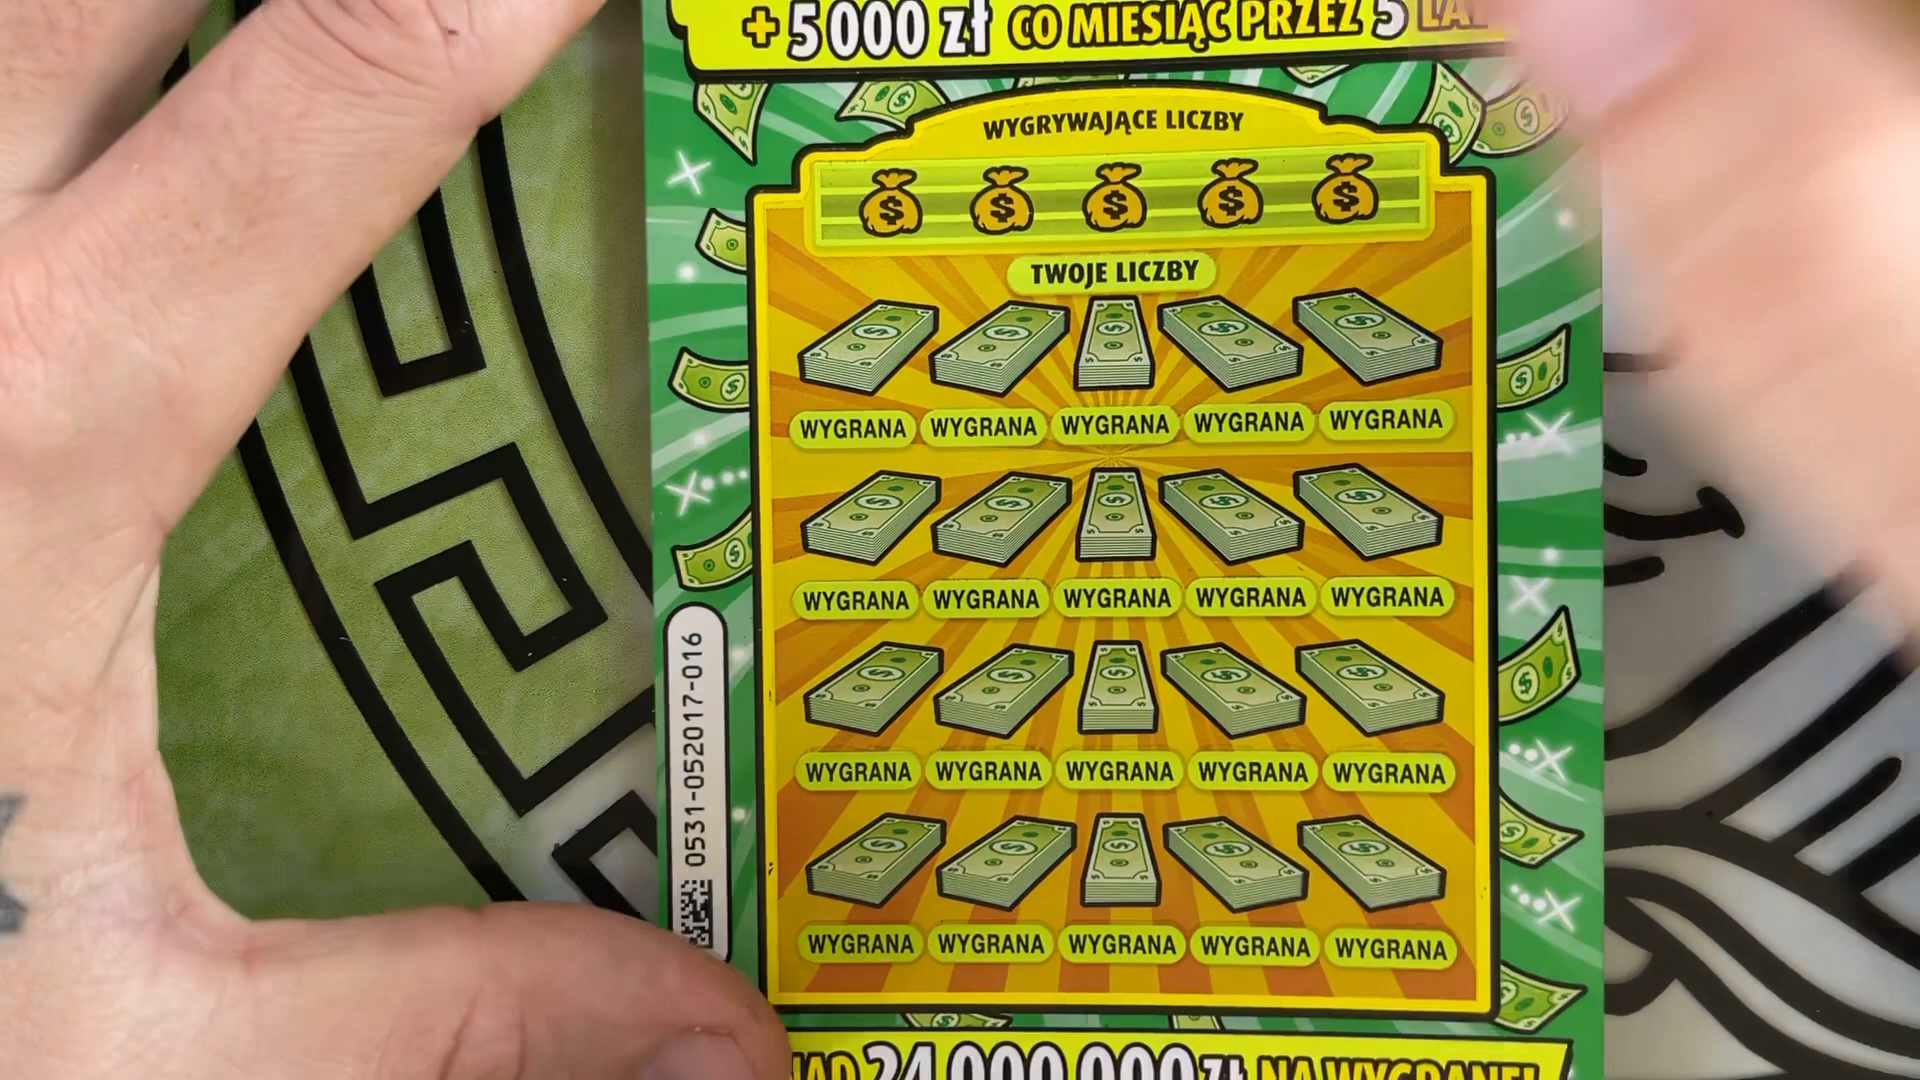 + 5 000 zł CO MIESIĄC PRZEZ 5
WYGRYWAJĄCE LICZBY
TWOJE LICZBY
WYGRANA WYGRANA WYGRANA WYGRANA WYGRANA
WYGRANA WYGRANA WYGRANA WYGRANA WYGRANA
WYGRANA WYGRANA WYGRANA WYGRANA WYGRANA
WYGRANA WYGRANA WYGRANA WYGRANA WYGRANA
0531-052017-016
24 000 000 zł NA WYGRANE!